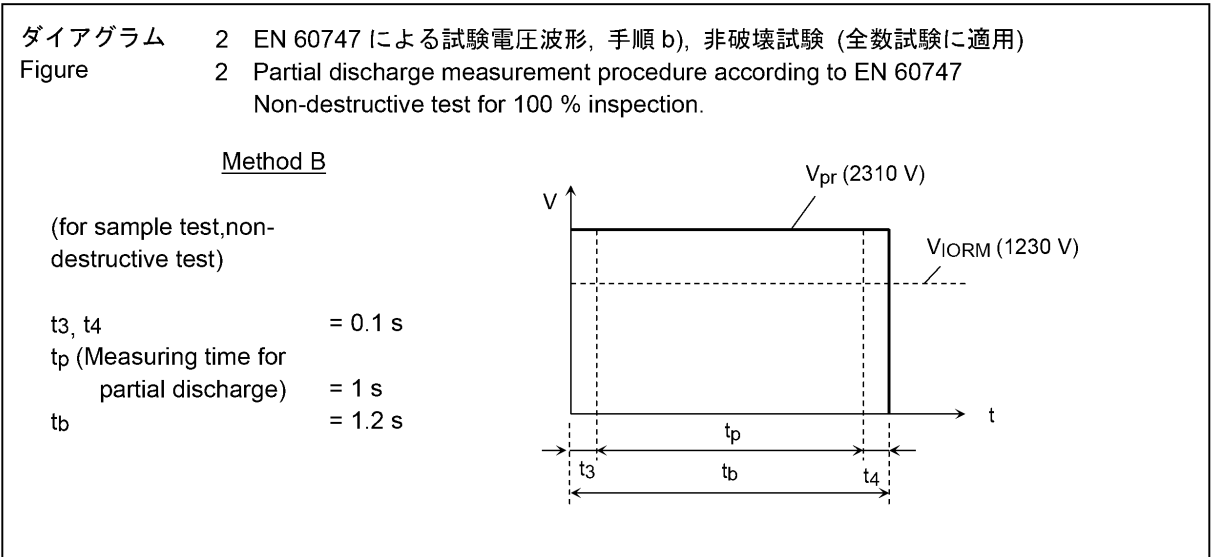 ダイアグラム 2 EN 60747 による試験電圧波形, 手順 b), 非破壊試験 (全数試験に適用)
Figure 2 Partial discharge measurement procedure according to EN 60747
Non-destructive test for 100 % inspection.
Method B
(for sample test,non-
destructive test)
t3, t4 = 0.1 s
tp (Measuring time for
partial discharge) = 1 s
tb = 1.2 s
Vpr (2310 V)
V
VIORM (1230 V)
t
tp
t3 tb t4